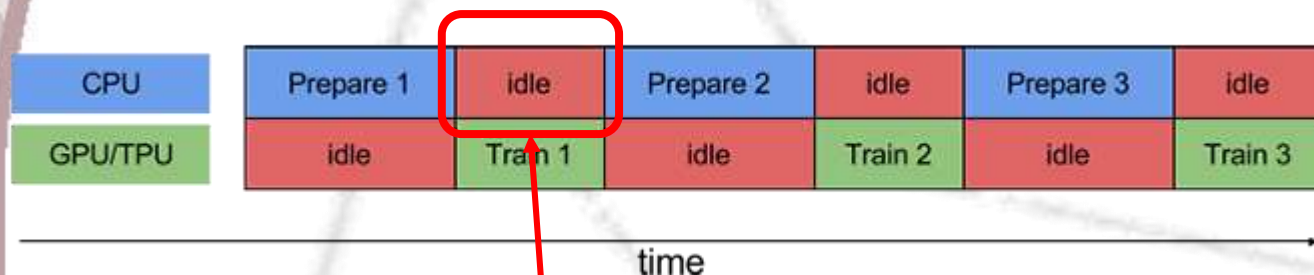 CPU Prepare 1 idle Prepare 2 idle Prepare 3 idle
GPU/TPU idle Train 1 idle Train 2 idle Train 3
time